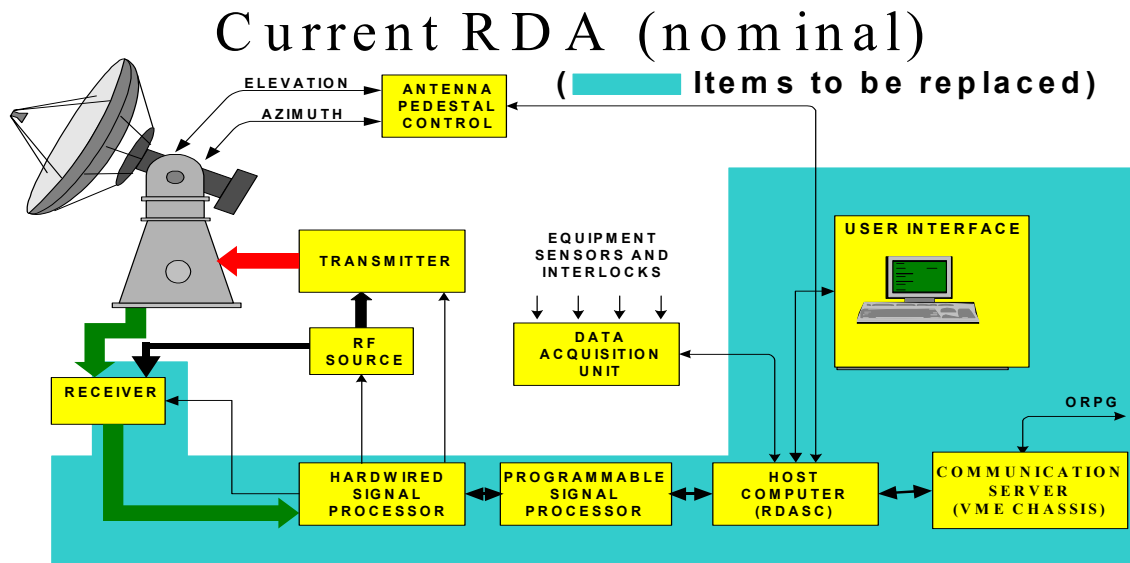 Current RDA (nominal)
( Items to be replaced)
ELEVATION
AZIMUTH
ANTENNA
PEDESTAL
CONTROL
USER INTERFACE
EQUIPMENT
SENSORS AND
INTERLOCKS
TRANSMITTER
RF
SOURCE
DATA
ACQUISITION
UNIT
RECEIVER
ORPG
HARDWIRED
SIGNAL
PROCESSOR
PROGRAMMABLE
SIGNAL
PROCESSOR
HOST
COMPUTER
(RDASC)
COMMUNICATION
SERVER
(VME CHASSIS)